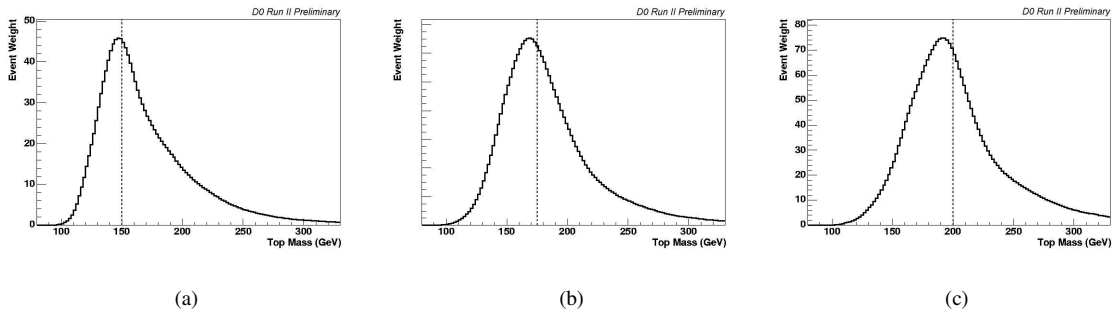 D0 Run II Preliminary
Event Weight
50
40
30
20
10
0
100 150 200 250 300
Top Mass (GeV)
(a)
D0 Run II Preliminary
Event Weight
100 150 200 250 300
Top Mass (GeV)
(b)
D0 Run II Preliminary
Event Weight
80
70
60
50
40
30
20
10
0
100 150 200 250 300
Top Mass (GeV)
(c)